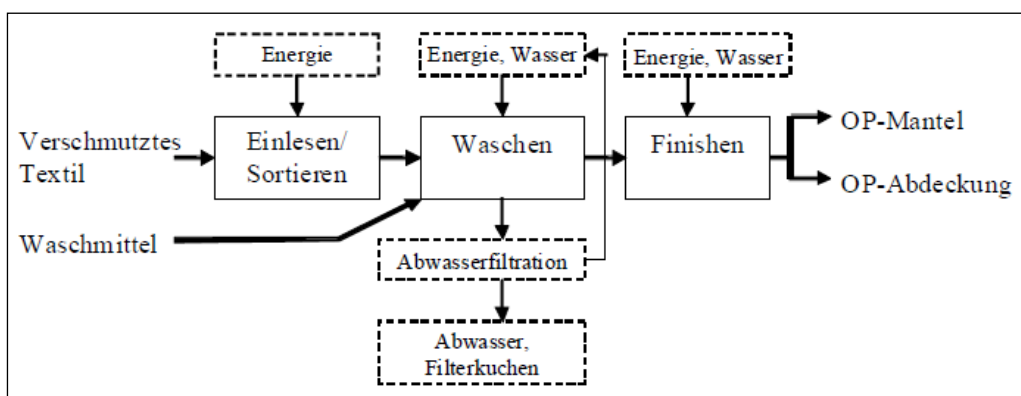 Energie
Energie, Wasser
Energie, Wasser
Verschmutztes
Textil
Einlesen/
Sortieren
Waschen
Finishen
OP-Mantel
OP-Abdeckung
Waschmittel
Abwasserfiltration
Abwasser,
Filterkuchen